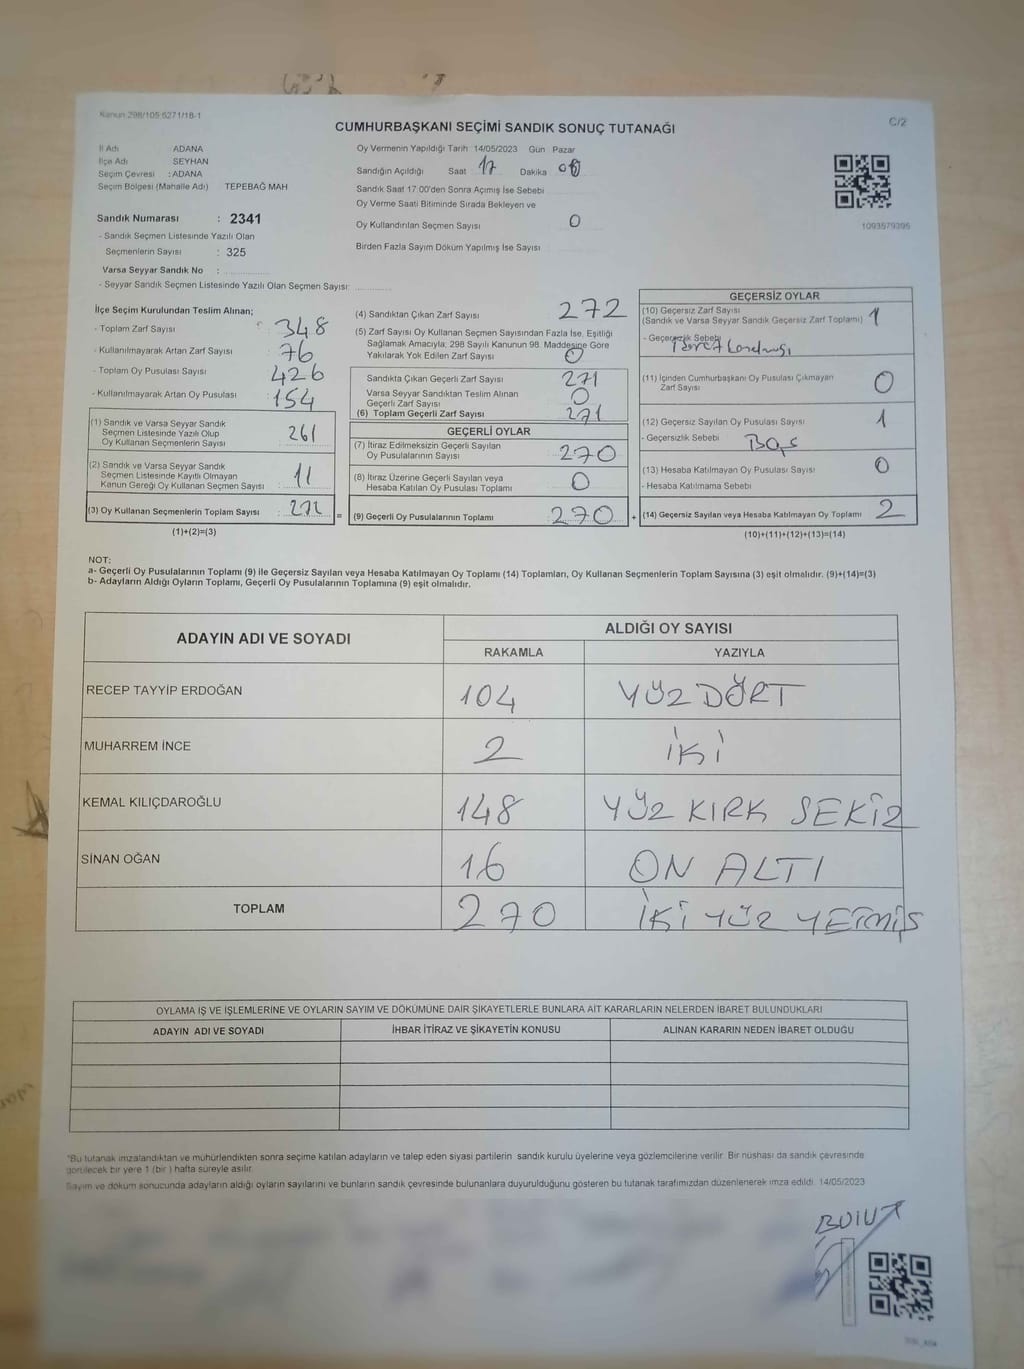 Kanun 298/105 6271/18-1
C/2
CUMHURBAŞKANI SEÇİMİ SANDIK SONUÇ TUTANAĞI
İl Adı ADANA
İlçe Adı SEYHAN
Seçim Çevresi : ADANA
Seçim Bölgesi (Mahalle Adı) TEPEBAĞ MAH
Sandık Numarası : 2341
- Sandık Seçmen Listesinde Yazılı Olan
Seçmenlerin Sayısı : 325
Varsa Seyyar Sandık No :
- Seyyar Sandık Seçmen Listesinde Yazılı Olan Seçmen Sayısı:
Oy Vermenin Yapıldığı Tarih 14/05/2023 Gün Pazar
Sandığın Açıldığı Saat 17 Dakika
Sandık Saat 17:00'den Sonra Açımış İse Sebebi
Oy Verme Saati Bitiminde Sırada Bekleyen ve
Oy Kullandırılan Seçmen Sayısı 0
Birden Fazla Sayım Döküm Yapılmış İse Sayısı
1093579395
İlçe Seçim Kurulundan Teslim Alınan;
- Toplam Zarf Sayısı 348
- Kullanılmayarak Artan Zarf Sayısı 76
- Toplam Oy Pusulası Sayısı 426
- Kullanılmayarak Artan Oy Pusulası 154
(1) Sandık ve Varsa Seyyar Sandık
Seçmen Listesinde Yazılı Olup
Oy Kullanan Seçmenlerin Sayısı 261
(2) Sandık ve Varsa Seyyar Sandık
Seçmen Listesinde Kayıtlı Olmayan
Kanun Gereği Oy Kullanan Seçmen Sayısı 11
(3) Oy Kullanan Seçmenlerin Toplam Sayısı 272 =
(1)+(2)=(3)
(4) Sandıktan Çıkan Zarf Sayısı 272
(5) Zarf Sayısı Oy Kullanan Seçmen Sayısından Fazla İse, Eşitliği
Sağlamak Amacıyla; 298 Sayılı Kanunun 98. Maddesine Göre
Yakılarak Yok Edilen Zarf Sayısı 0
Sandıkta Çıkan Geçerli Zarf Sayısı 271
Varsa Seyyar Sandıktan Teslim Alınan
Geçerli Zarf Sayısı 0
(6) Toplam Geçerli Zarf Sayısı 271
GEÇERLİ OYLAR
(7) İtiraz Edilmeksizin Geçerli Sayılan
Oy Pusulalarının Sayısı 270
(8) İtiraz Üzerine Geçerli Sayılan veya
Hesaba Katılan Oy Pusulası Toplamı 0
(9) Geçerli Oy Pusulalarının Toplamı 270 +
GEÇERSİZ OYLAR
(10) Geçersiz Zarf Sayısı
(Sandık ve Varsa Seyyar Sandık Geçersiz Zarf Toplamı) 1
- Geçersizlik Sebebi
(11) İçinden Cumhurbaşkanı Oy Pusulası Çıkmayan
Zarf Sayısı 0
(12) Geçersiz Sayılan Oy Pusulası Sayısı 1
- Geçersizlik Sebebi BOŞ
(13) Hesaba Katılmayan Oy Pusulası Sayısı 0
- Hesaba Katılmama Sebebi
(14) Geçersiz Sayılan veya Hesaba Katılmayan Oy Toplamı 2
(10)+(11)+(12)+(13)=(14)
NOT:
a- Geçerli Oy Pusulalarının Toplamı (9) ile Geçersiz Sayılan veya Hesaba Katılmayan Oy Toplamı (14) Toplamları, Oy Kullanan Seçmenlerin Toplam Sayısına (3) eşit olmalıdır. (9)+(14)=(3)
b- Adayların Aldığı Oyların Toplamı, Geçerli Oy Pusulalarının Toplamına (9) eşit olmalıdır.
ADAYIN ADI VE SOYADI ALDIĞI OY SAYISI
RAKAMLA YAZIYLA
RECEP TAYYİP ERDOĞAN 104 YÜZ DÖRT
MUHARREM İNCE 2 İKİ
KEMAL KILIÇDAROĞLU 148 YÜZ KIRK SEKİZ
SİNAN OĞAN 16 ON ALTI
TOPLAM 270 İKİ YÜZ YETMİŞ
OYLAMA İŞ VE İŞLEMLERİNE VE OYLARIN SAYIM VE DÖKÜMÜNE DAİR ŞİKAYETLERLE BUNLARA AİT KARARLARIN NELERDEN İBARET BULUNDUKLARI
ADAYIN ADI VE SOYADI İHBAR İTİRAZ VE ŞİKAYETİN KONUSU ALINAN KARARIN NEDEN İBARET OLDUĞU
"Bu tutanak imzalandıktan ve mühürlendikten sonra seçime katılan adayların ve talep eden siyasi partilerin sandık kurulu üyelerine veya gözlemcilerine verilir. Bir nüshası da sandık çevresinde
görülecek bir yere 1 (bir) hafta süreyle asılır.
Sayım ve döküm sonucunda adayların aldığı oyların sayılarını ve bunların sandık çevresinde bulunanlara duyurulduğunu gösteren bu tutanak tarafımızdan düzenlenerek imza edildi. 14/05/2023
BULUT